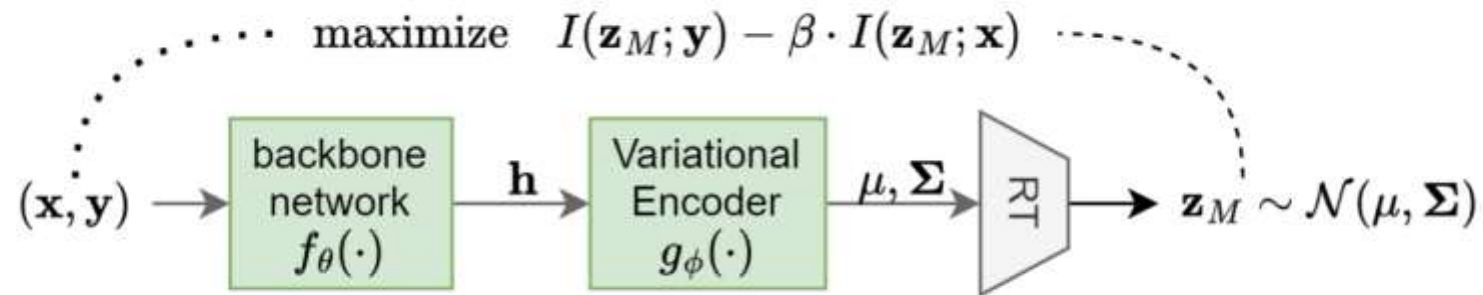 maximize I(𝐳_M; 𝐲) − β · I(𝐳_M; 𝐱)
(𝐱, 𝐲)
backbone
network
f_θ(·)
𝐡
Variational
Encoder
g_ϕ(·)
μ, 𝚺
RT
𝐳_M ∼ 𝒩(μ, 𝚺)